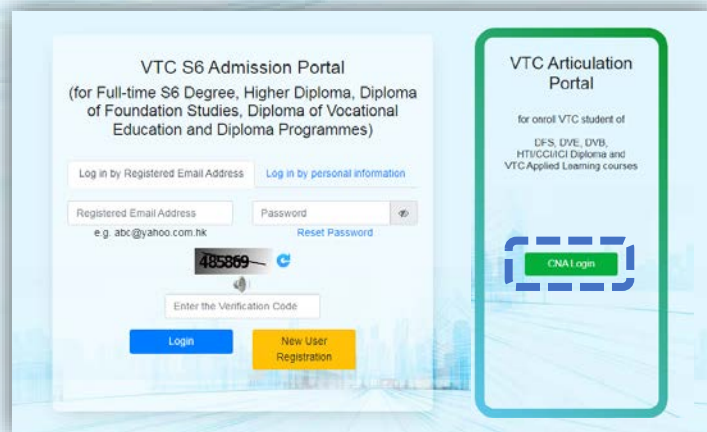 VTC S6 Admission Portal
(for Full-time S6 Degree, Higher Diploma, Diploma
of Foundation Studies, Diploma of Vocational
Education and Diploma Programmes)
Log in by Registered Email Address
Log in by personal information
Registered Email Address
Password
e.g. abc@yahoo.com.hk
Reset Password
485869
Enter the Verification Code
Login
New User
Registration
VTC Articulation
Portal
for onroll VTC student of
DFS, DVE, DVB,
HTI/CCI/ICI Diploma and
VTC Applied Learning courses
CNA Login